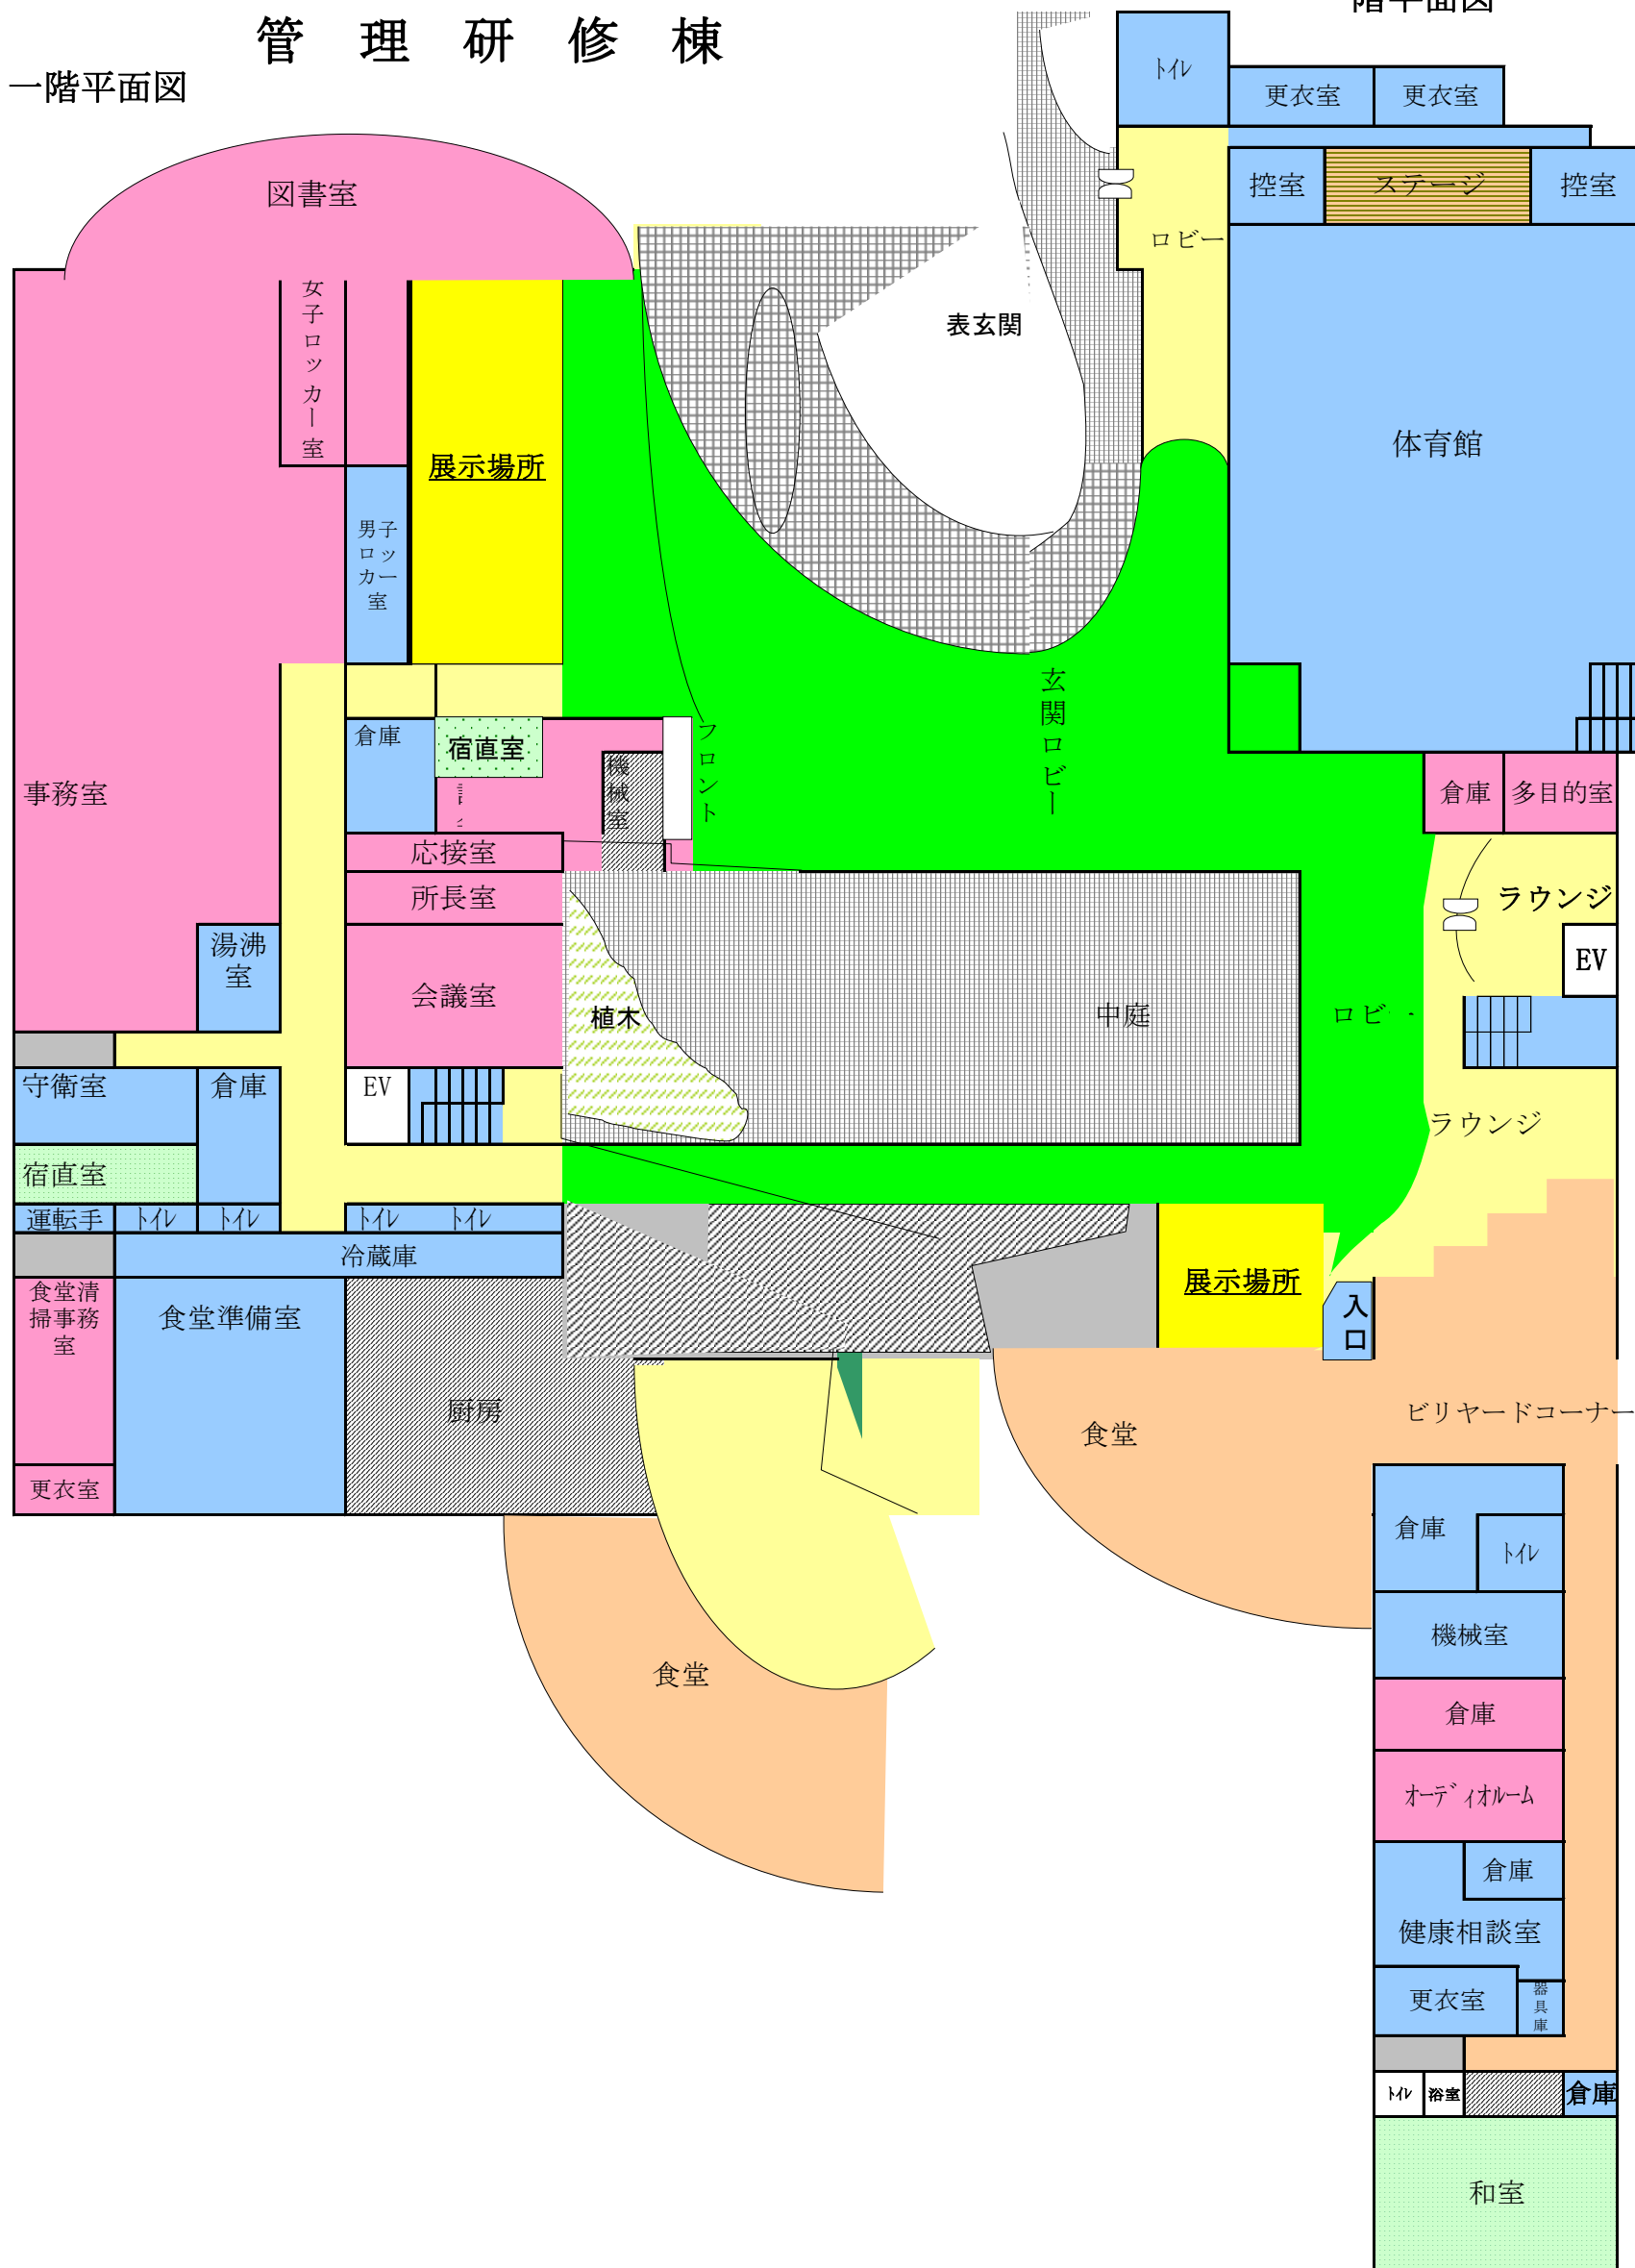 管理研修棟
階平面図
一階平面図
ﾄｲﾚ
更衣室
更衣室
控室
ステージ
控室
図書室
ロビー
女子ロッカー室
表玄関
体育館
展示場所
男子
ロッ
カー
室
玄関ロビー
倉庫
宿直室
フロント
機械室
事務室
倉庫
多目的室
応接室
所長室
ラウンジ
湯沸
室
EV
会議室
植木
中庭
ロビー
守衛室
倉庫
EV
ラウンジ
宿直室
運転手
ﾄｲﾚ
ﾄｲﾚ
ﾄｲﾚ
ﾄｲﾚ
冷蔵庫
展示場所
食堂清
掃事務
室
食堂準備室
入
口
厨房
食堂
ビリヤードコーナー
更衣室
倉庫
ﾄｲﾚ
機械室
食堂
倉庫
ｵｰﾃﾞｨｵﾙｰﾑ
倉庫
健康相談室
更衣室
器具庫
ﾄｲﾚ
浴室
倉庫
和室